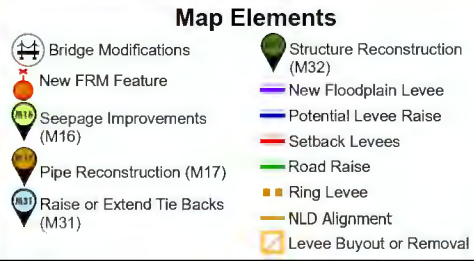 Map Elements
Bridge Modifications
New FRM Feature
M16
Seepage Improvements
(M16)
M17
Pipe Reconstruction (M17)
M31
Raise or Extend Tie Backs
(M31)
Structure Reconstruction
(M32)
New Floodplain Levee
Potential Levee Raise
Setback Levees
Road Raise
Ring Levee
NLD Alignment
Levee Buyout or Removal